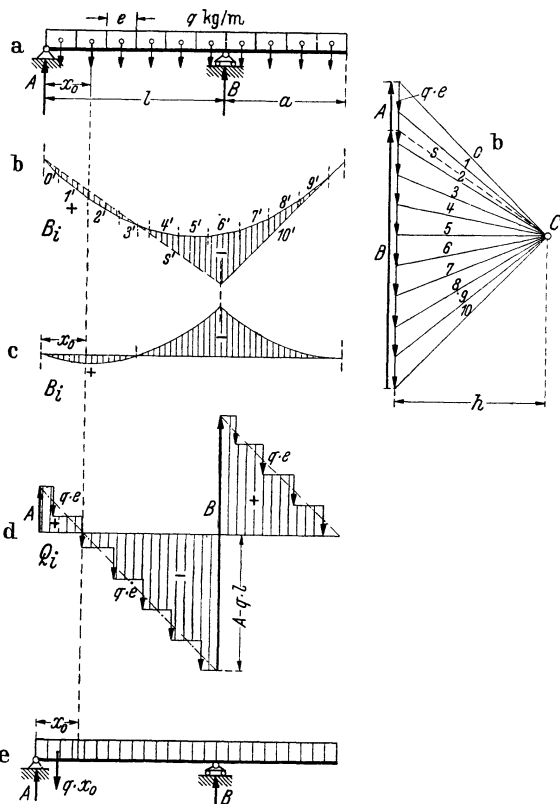 e q kg/m
a
A x₀ B
l a
b
0' 1' 2' 3' 4' 5' 6' 7' 8' 9' 10'
+ −
Bᵢ s'
x₀
c
+ −
Bᵢ
q·e
A
B
b
0
1
S
2
3
4
5
6
7
8
9
10
C
h
d
A q·e
+
Qᵢ
q·e
−
B
q·e
+
A-q·l
x₀
e
A q·x₀ B